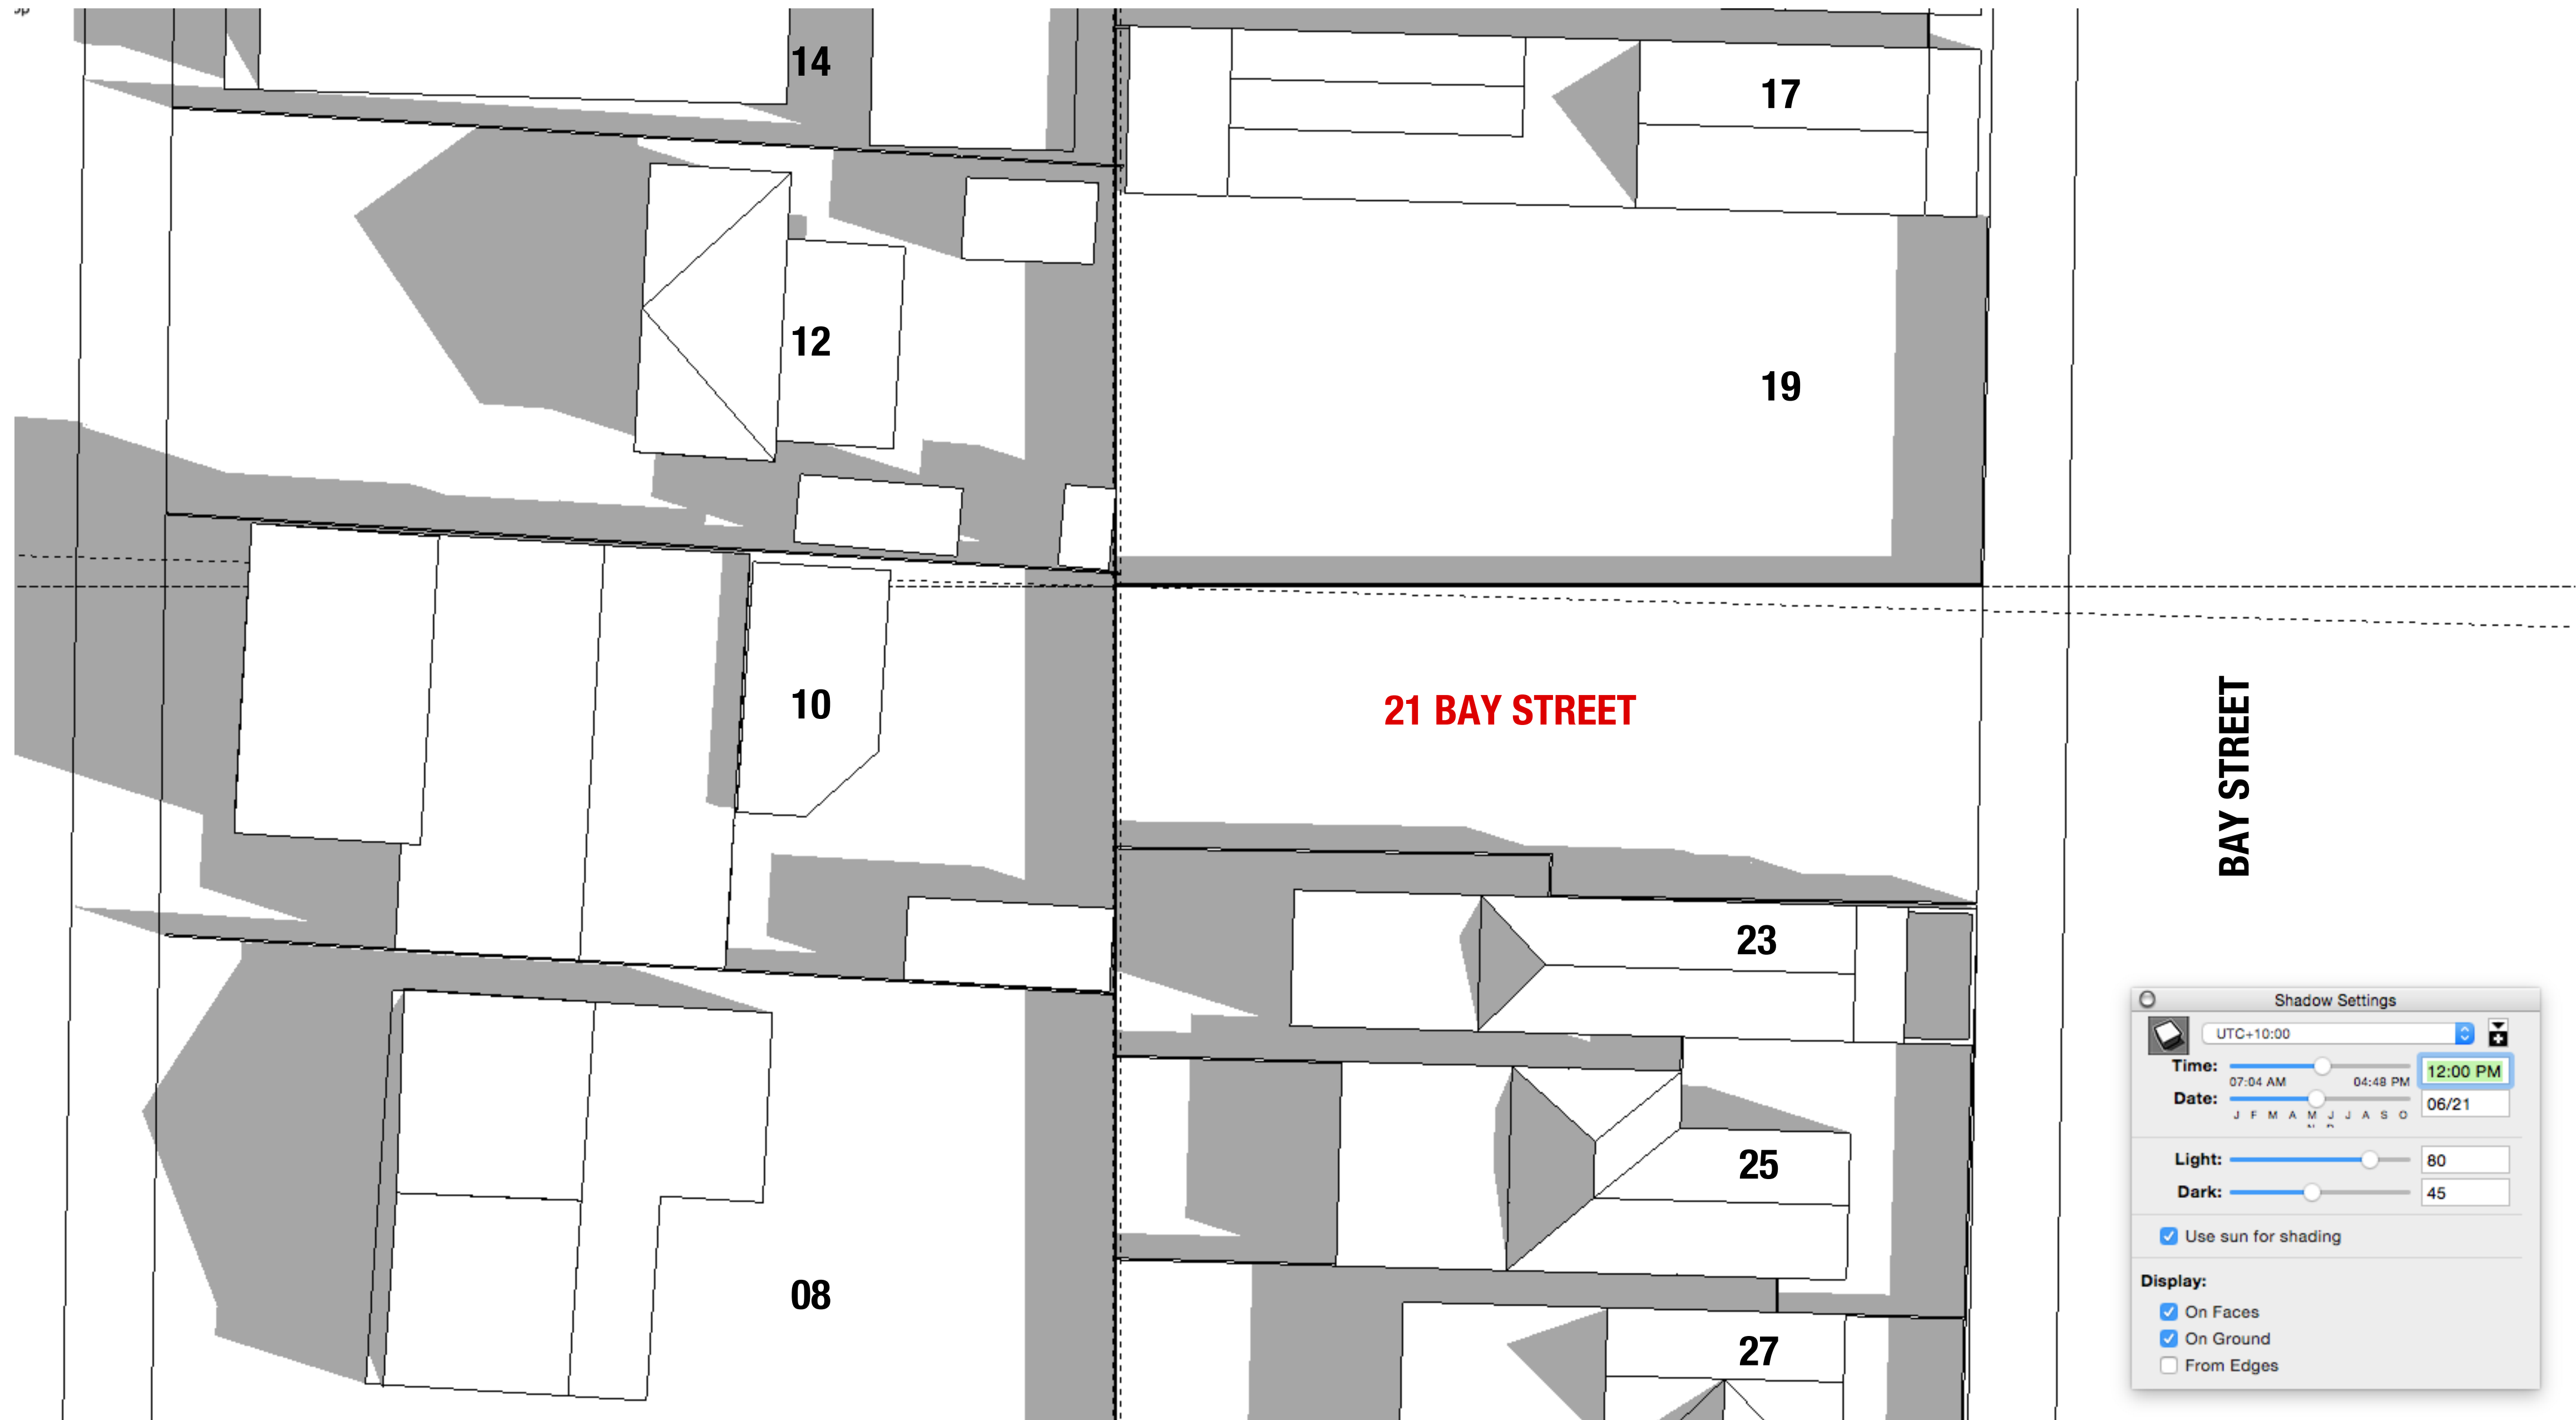 14
17
12
19
10
21 BAY STREET
BAY STREET
23
25
08
27
Shadow Settings
UTC+10:00
Time:
12:00 PM
07:04 AM
04:48 PM
Date:
06/21
J F M A M J J A S O
Light:
80
Dark:
45
Use sun for shading
Display:
On Faces
On Ground
From Edges